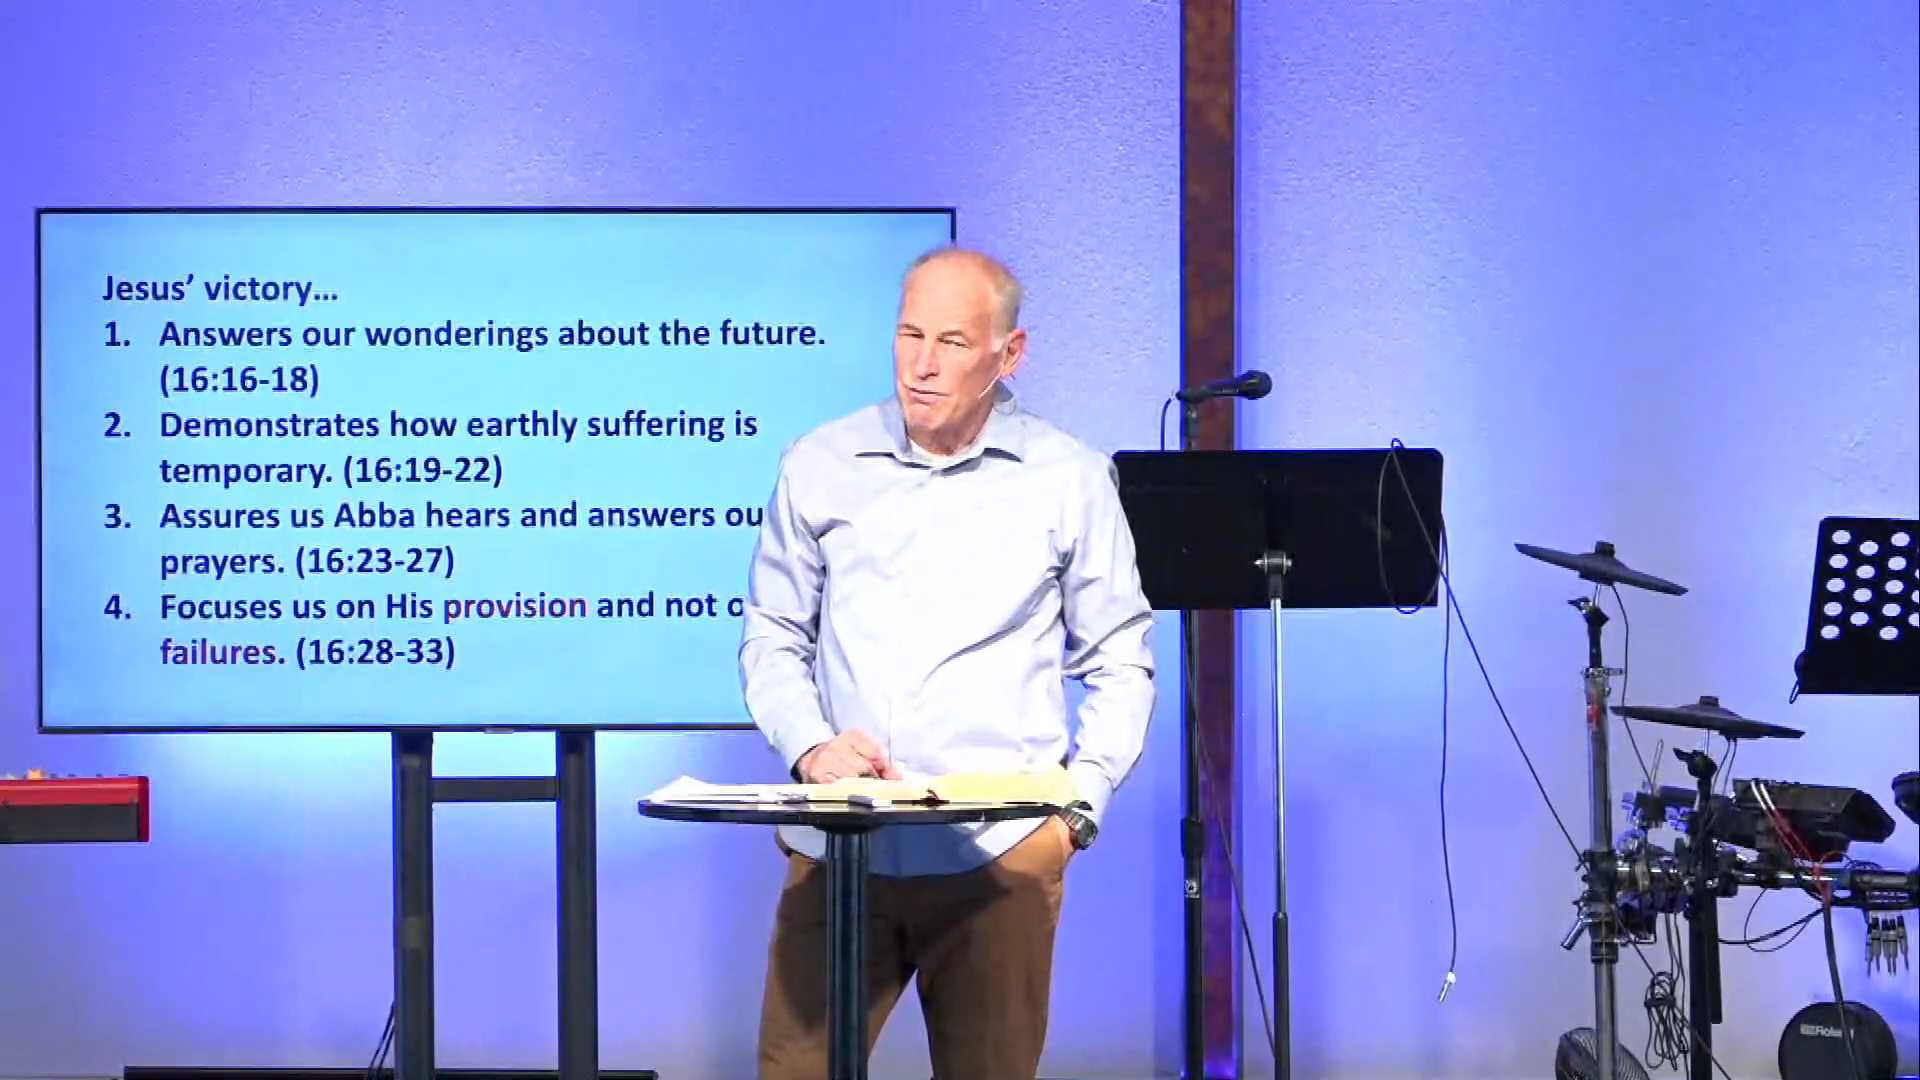 Jesus’ victory...
1. Answers our wonderings about the future.
(16:16-18)
2. Demonstrates how earthly suffering is
temporary. (16:19-22)
3. Assures us Abba hears and answers ou
prayers. (16:23-27)
4. Focuses us on His provision and not o
failures. (16:28-33)
Roland